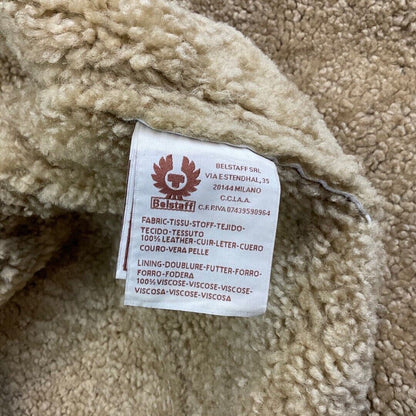 BELSTAFF SRL
VIA E STENDHAL, 35
20144 MILANO
C.C.I.A.A.
C.F.P.IVA 07439590964
Belstaff
FABRIC-TISSU-STOFF-TEJIDO-
TECIDO-TESSUTO
100% LEATHER-CUIR-LETER-CUERO
COURO-VERA PELLE
LINING-DOUBLURE-FUTTER-FORRO-
FORRO-FODERA
100% VISCOSE-VISCOSE-VISCOSE-
VISCOSA-VISCOSE-VISCOSA